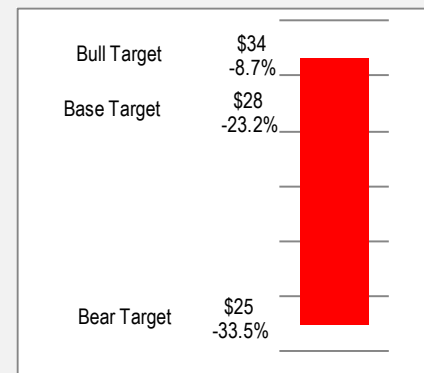 Bull Target $34
-8.7%
Base Target $28
-23.2%
Bear Target $25
-33.5%